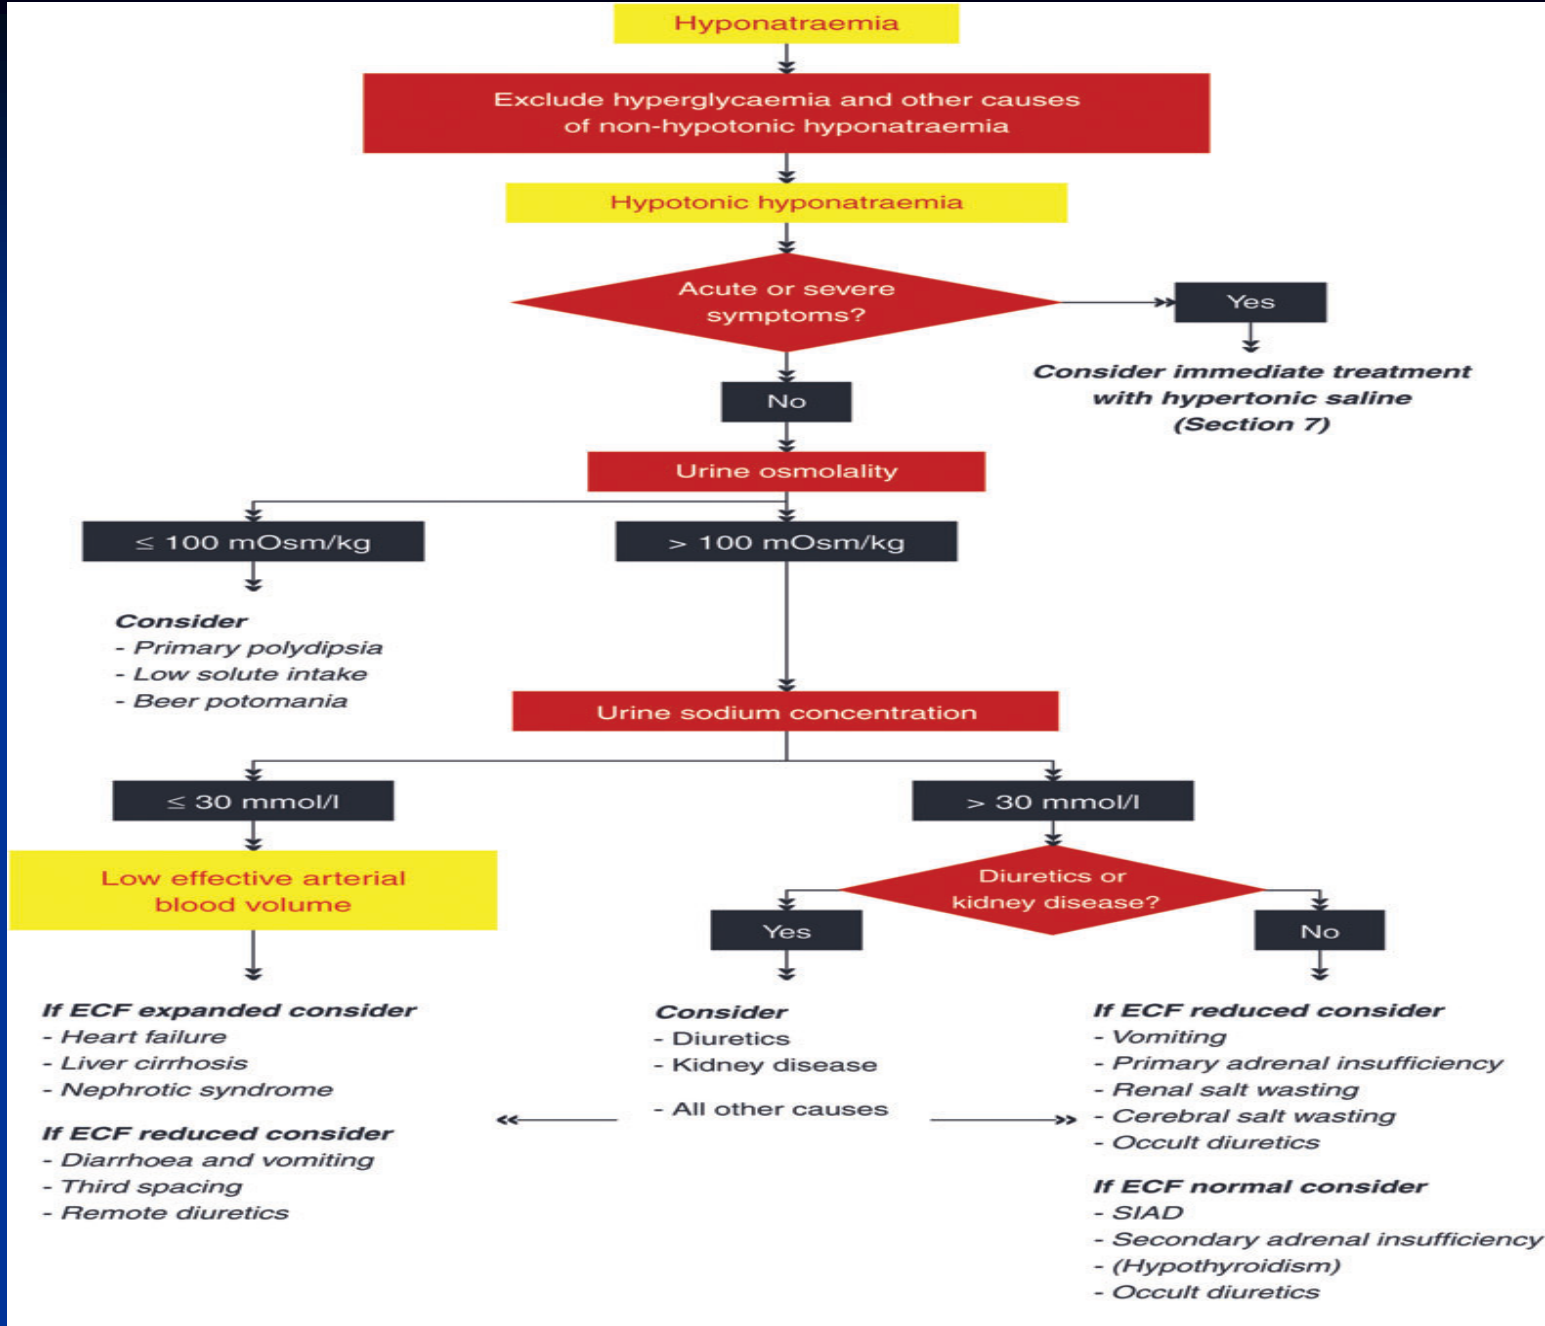 Hyponatraemia
Exclude hyperglycaemia and other causes
of non-hypotonic hyponatraemia
Hypotonic hyponatraemia
Acute or severe
symptoms?
Yes
Consider immediate treatment
with hypertonic saline
(Section 7)
No
Urine osmolality
≤ 100 mOsm/kg
> 100 mOsm/kg
Consider
- Primary polydipsia
- Low solute intake
- Beer potomania
Urine sodium concentration
≤ 30 mmol/l
> 30 mmol/l
Low effective arterial
blood volume
Diuretics or
kidney disease?
Yes
No
If ECF expanded consider
- Heart failure
- Liver cirrhosis
- Nephrotic syndrome
If ECF reduced consider
- Diarrhoea and vomiting
- Third spacing
- Remote diuretics
Consider
- Diuretics
- Kidney disease
- All other causes
If ECF reduced consider
- Vomiting
- Primary adrenal insufficiency
- Renal salt wasting
- Cerebral salt wasting
- Occult diuretics
If ECF normal consider
- SIAD
- Secondary adrenal insufficiency
- (Hypothyroidism)
- Occult diuretics